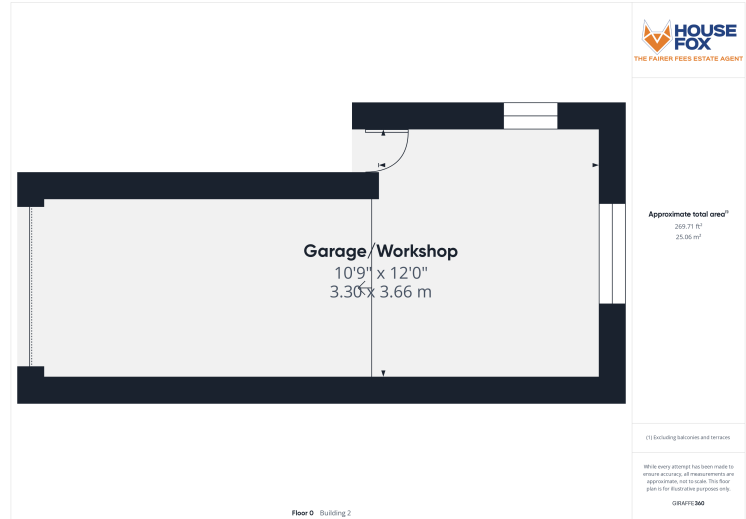 HOUSE
FOX
THE FAIRER FEES ESTATE AGENT
Approximate total area⁽¹⁾
269.71 ft²
25.06 m²
Garage/Workshop
10'9" x 12'0"
3.30 x 3.66 m
(1) Excluding balconies and terraces
While every attempt has been made to
ensure accuracy, all measurements are
approximate, not to scale. This floor
plan is for illustrative purposes only.
GIRAFFE360
Floor 0 Building 2